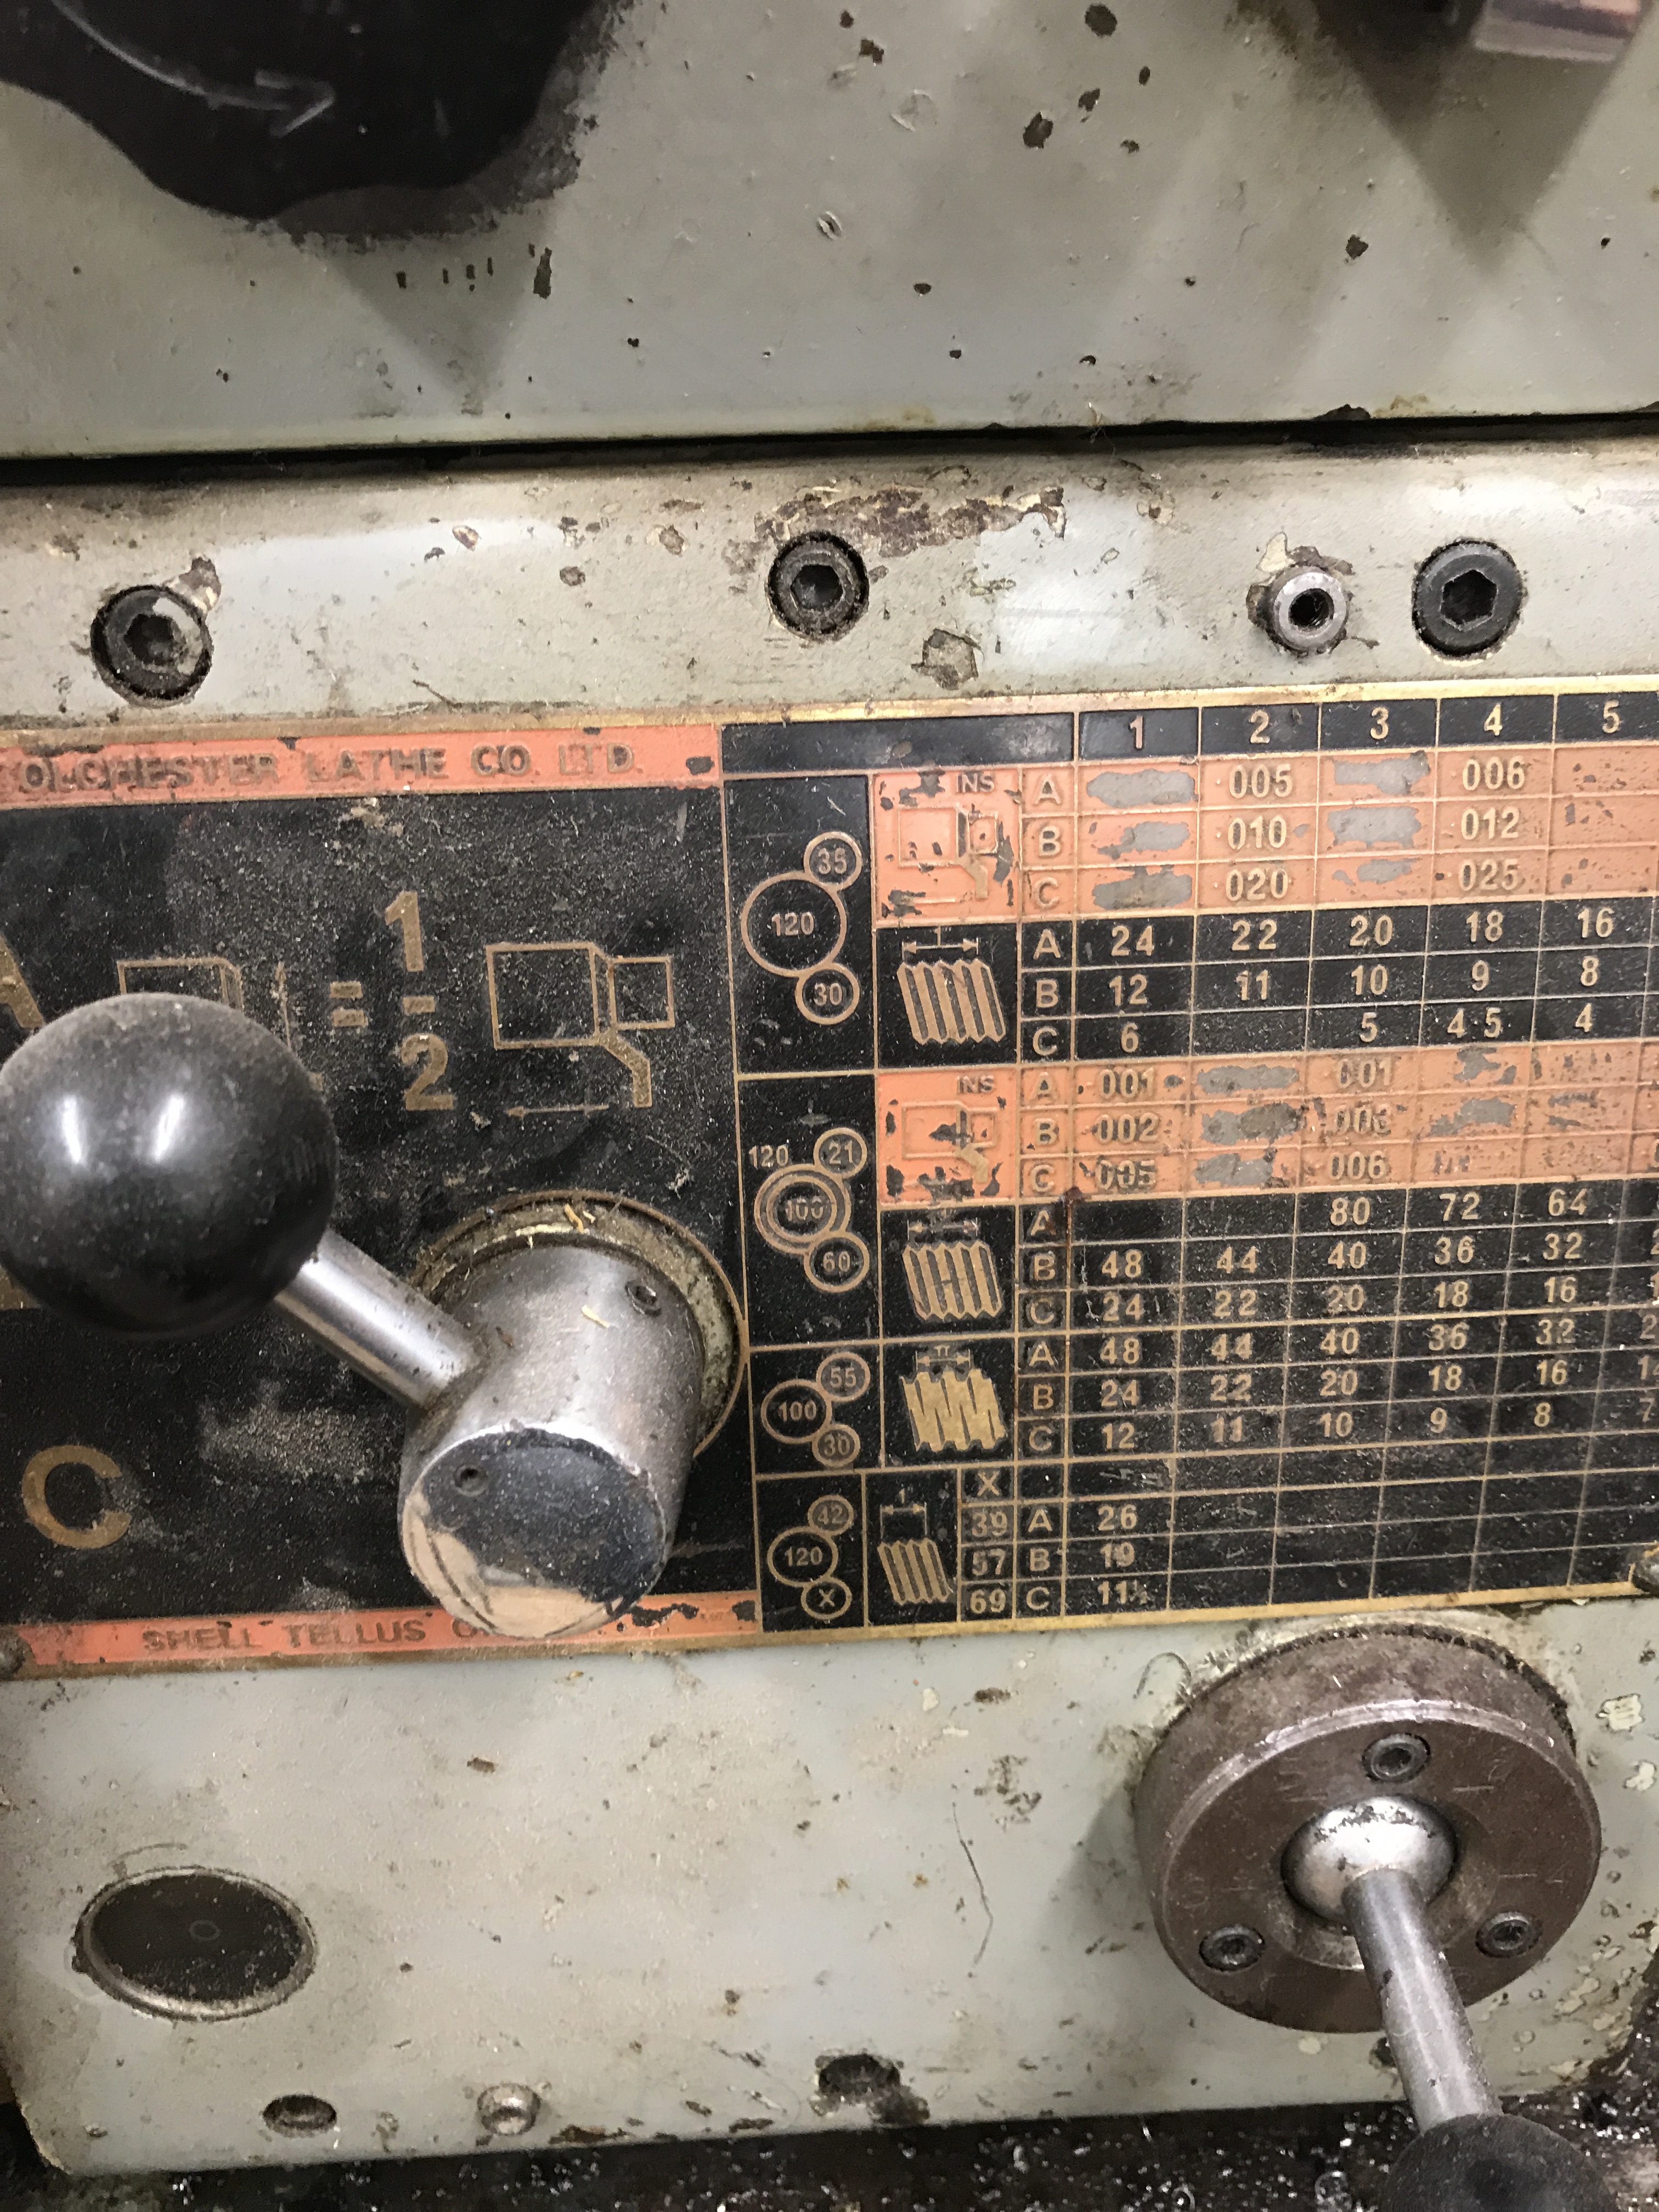 OLCHESTER LATHE CO. LTD.
1 2 3 4 5
INS A ·005 ·006
B ·010 ·012
C ·020 ·025
35
120
30
1
A 24 22 20 18 16
B 12 11 10 9 8
C 6 5 4·5 4
A
=
1
-
2
INS A ·001 ·001
B ·002 ·003
C ·005 ·006
120 21
100
60
A 80 72 64
B 48 44 40 36 32
C 24 22 20 18 16
55
100
30
A 48 44 40 36 32
B 24 22 20 18 16
C 12 11 10 9 8
C
42
120
X
X
39 A 26
57 B 19
69 C 11½
SHELL TELLUS